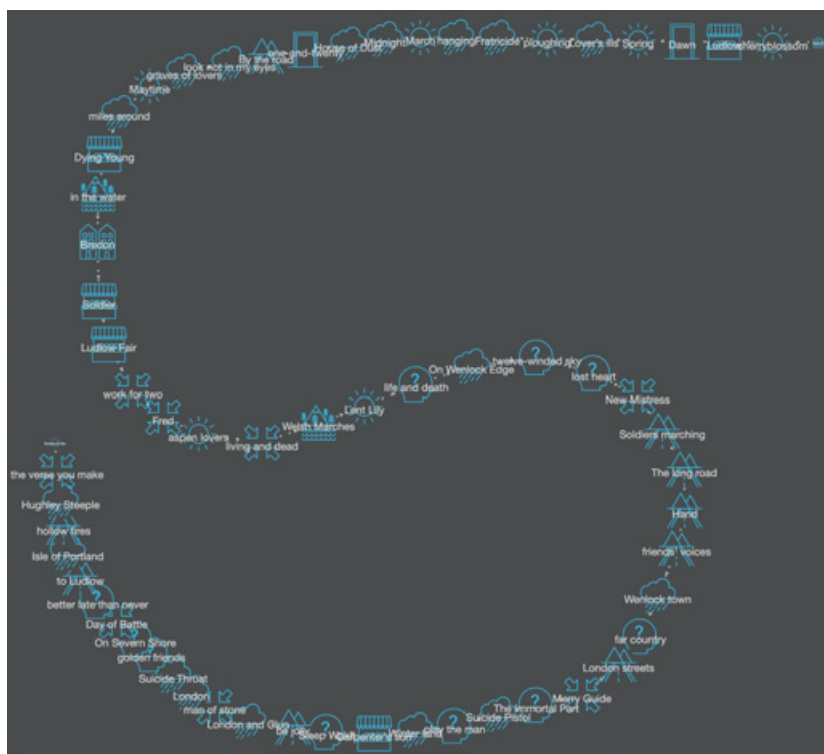 cherryblossom
Ludlow
Dawn
Spring
Lover's ills
ploughing
Fratricide
hanging
March
Midnight
House of Dust
one-and-twenty
By the road
look not in my eyes
graves of lovers
Maytime
miles around
Dying Young
in the water
Bredon
Soldier
Ludlow Fair
work for two
Fred
aspen lovers
living and dead
Welsh Marches
Lent Lily
life and death
On Wenlock Edge
twelve-winded sky
lost heart
New Mistress
Soldiers marching
The long road
Hand
friends' voices
Wenlock town
far country
London streets
Merry Guide
The Immortal Part
Suicide Pistol
play the man
Carpenter's son
London and Clun
man of stone
London
Suicide Throat
golden friends
On Severn Shore
Day of Battle
better late than never
to Ludlow
Isle of Portland
hollow fires
Hughley Steeple
the verse you make